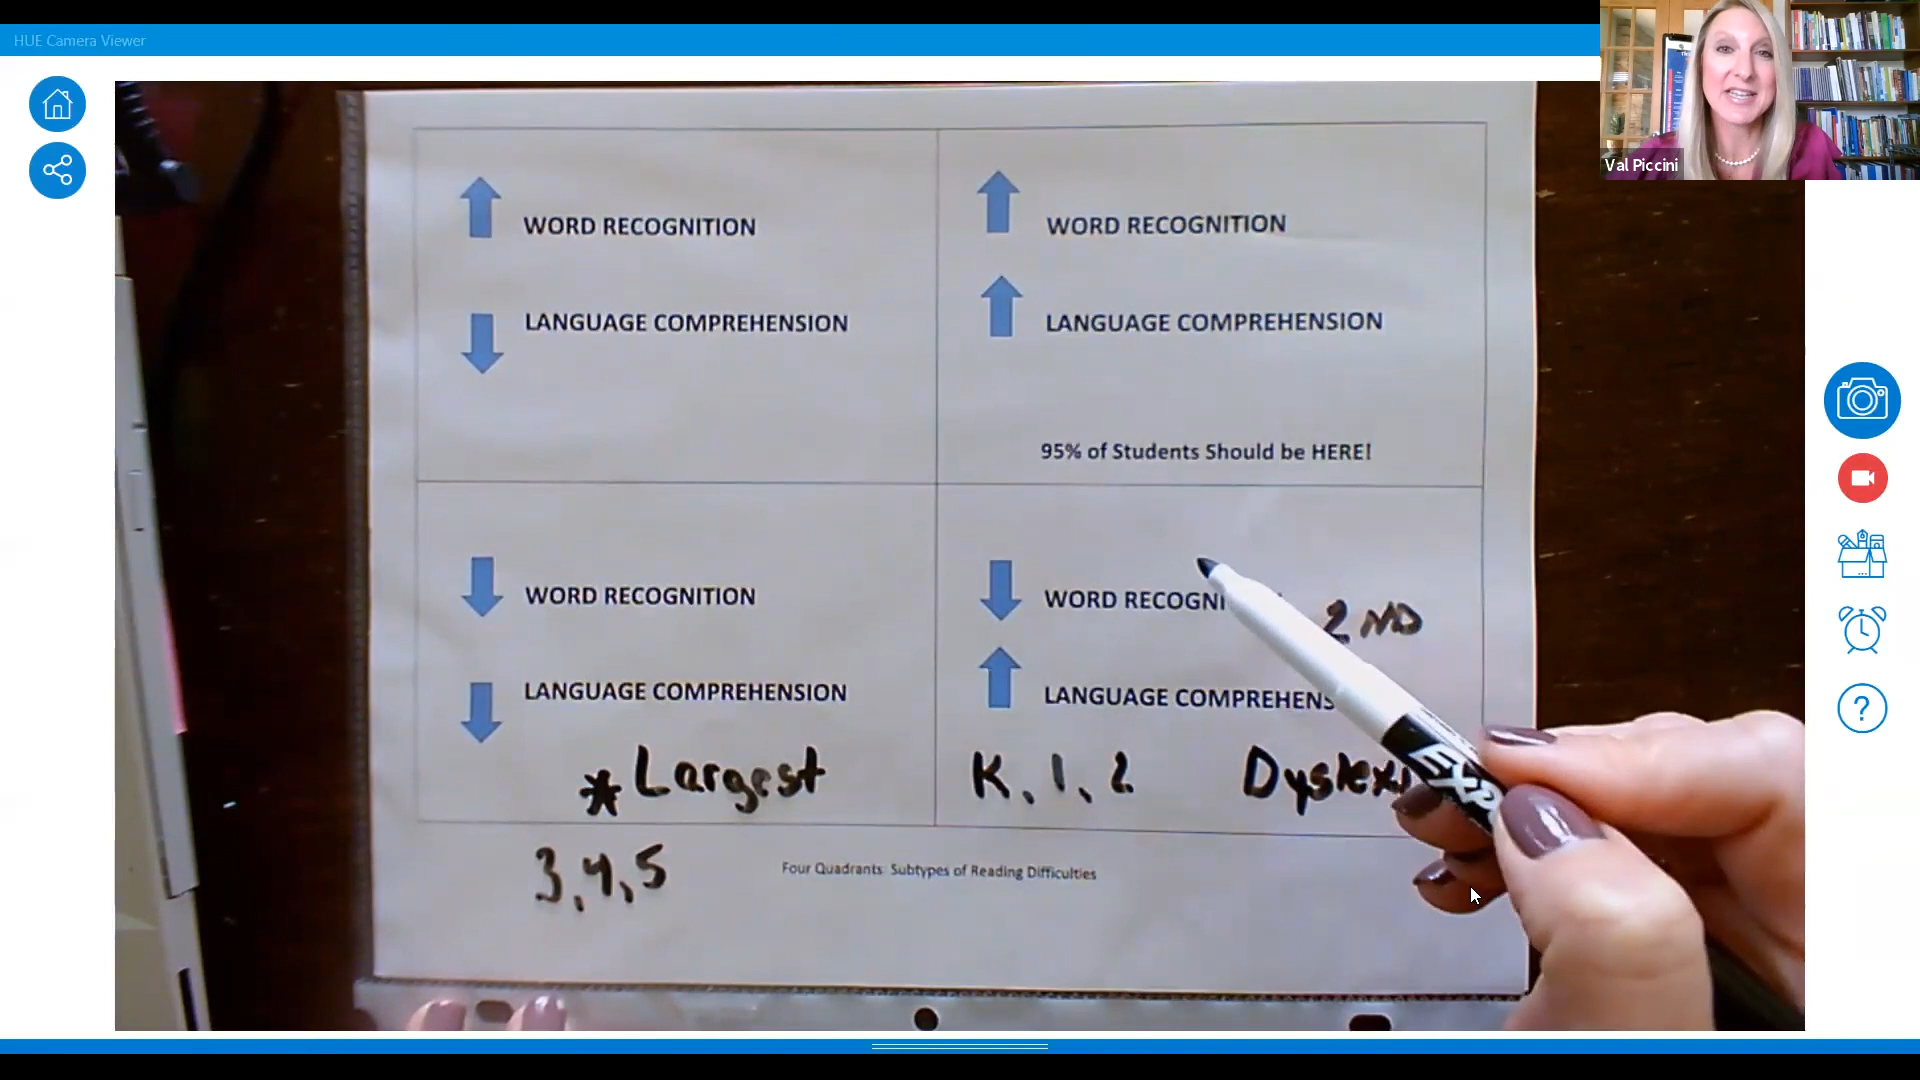 HUE Camera Viewer
Val Piccini
WORD RECOGNITION
LANGUAGE COMPREHENSION
WORD RECOGNITION
LANGUAGE COMPREHENSION
95% of Students Should be HERE!
WORD RECOGNITION
LANGUAGE COMPREHENSION
*Largest
3,4,5
WORD RECOGNI
2ND
LANGUAGE COMPREHENS
K, 1, 2
Dyslexi
EXP
Four Quadrants: Subtypes of Reading Difficulties
?